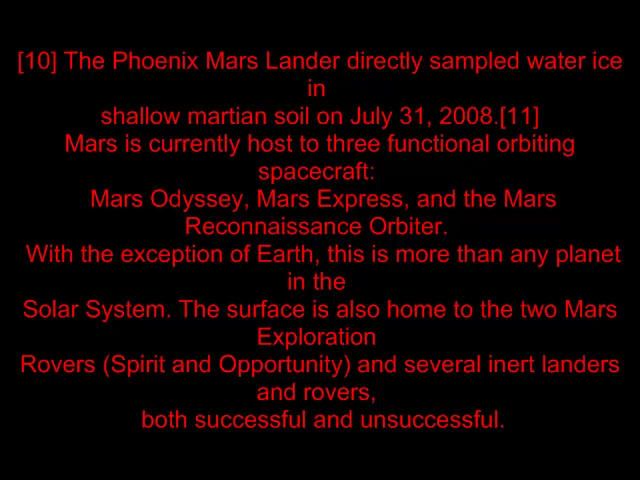 [10] The Phoenix Mars Lander directly sampled water ice
in
shallow martian soil on July 31, 2008.[11]
Mars is currently host to three functional orbiting
spacecraft:
Mars Odyssey, Mars Express, and the Mars
Reconnaissance Orbiter.
With the exception of Earth, this is more than any planet
in the
Solar System. The surface is also home to the two Mars
Exploration
Rovers (Spirit and Opportunity) and several inert landers
and rovers,
both successful and unsuccessful.